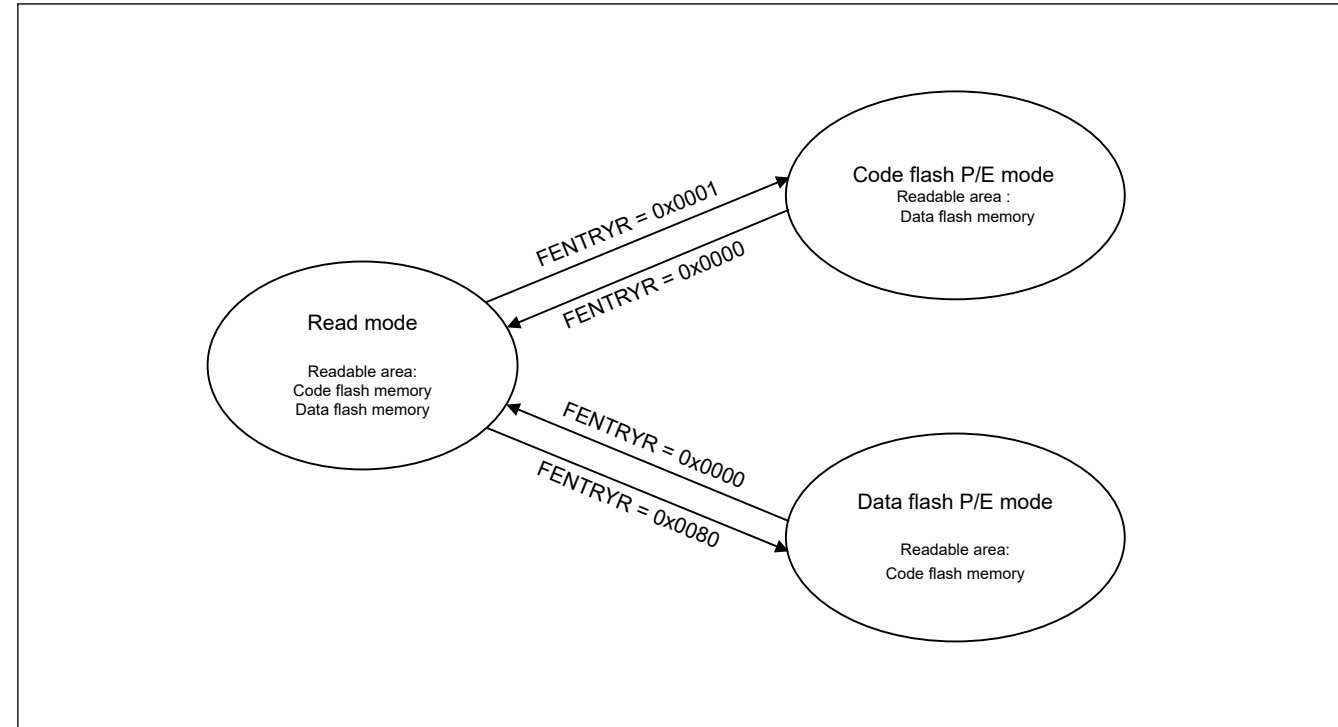 Code flash P/E mode
Readable area :
Data flash memory
FENTRYR = 0x0001
FENTRYR = 0x0000
Read mode
Readable area:
Code flash memory
Data flash memory
FENTRYR = 0x0000
FENTRYR = 0x0080
Data flash P/E mode
Readable area:
Code flash memory